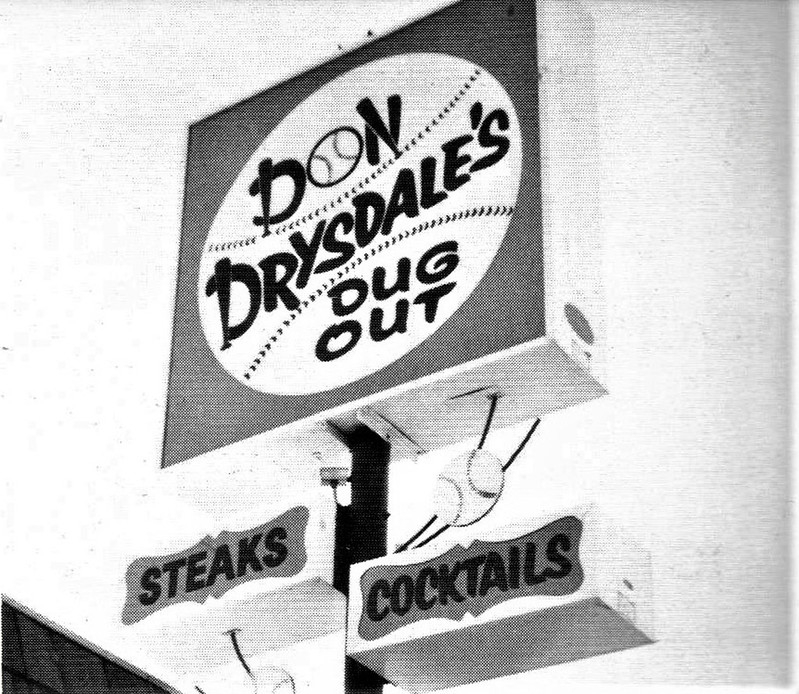 DON
DRYSDALE'S
DUG
OUT
STEAKS
COCKTAILS